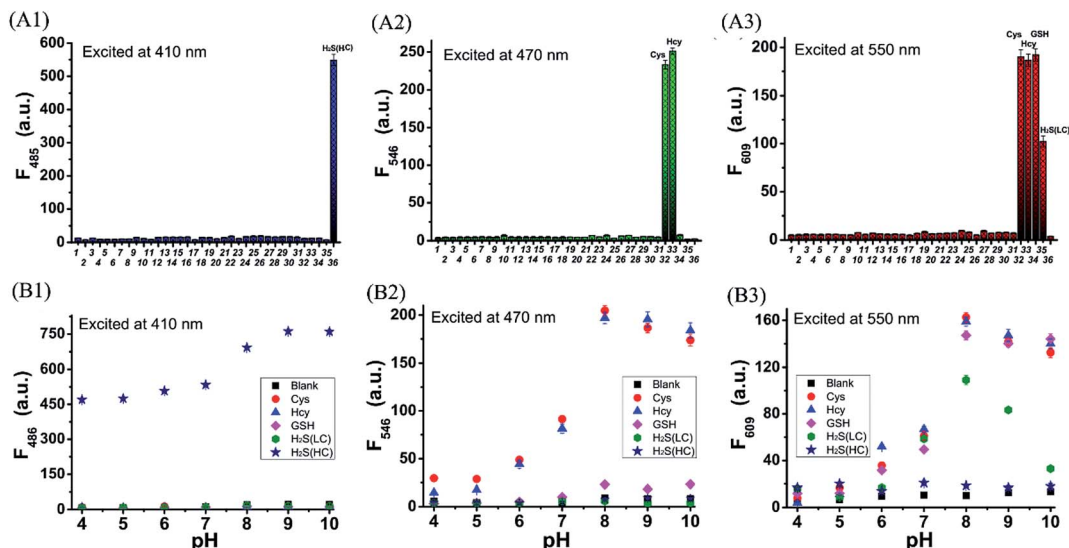 (A1)
Excited at 410 nm
H₂S(HC)
F485 (a.u.)
600
500
400
300
200
100
0
1 3 5 7 9 11 13 15 17 19 21 23 25 27 29 31 33 35
2 4 6 8 10 12 14 16 18 20 22 24 26 28 30 32 34 36
(A2)
Excited at 470 nm
Hcy
Cys
F546 (a.u.)
250
200
150
100
50
0
1 3 5 7 9 11 13 15 17 19 21 23 25 27 29 31 33 35
2 4 6 8 10 12 14 16 18 20 22 24 26 28 30 32 34 36
(A3)
Excited at 550 nm
Cys GSH
Hcy
H₂S(LC)
F609 (a.u.)
200
150
100
50
0
1 3 5 7 9 11 13 15 17 19 21 23 25 27 29 31 33 35
2 4 6 8 10 12 14 16 18 20 22 24 26 28 30 32 34 36
(B1)
Excited at 410 nm
F486 (a.u.)
750
600
450
300
150
0
Blank
Cys
Hcy
GSH
H₂S(LC)
H₂S(HC)
4 5 6 7 8 9 10
pH
(B2)
Excited at 470 nm
F546 (a.u.)
200
150
100
50
0
Blank
Cys
Hcy
GSH
H₂S(LC)
H₂S(HC)
4 5 6 7 8 9 10
pH
(B3)
Excited at 550 nm
F609 (a.u.)
160
120
80
40
0
Blank
Cys
Hcy
GSH
H₂S(LC)
H₂S(HC)
4 5 6 7 8 9 10
pH